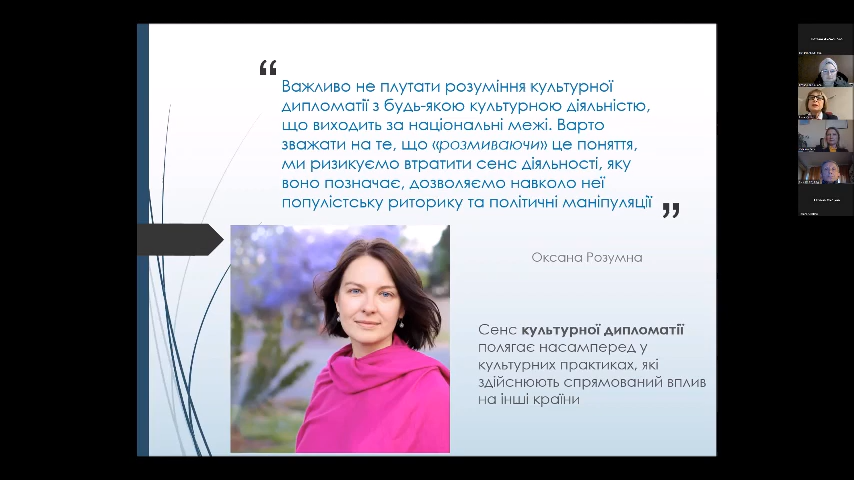 “
Важливо не плутати розуміння культурної
дипломатії з будь-якою культурною діяльністю,
що виходить за національні межі. Варто
зважати на те, що «розмиваючи» це поняття,
ми ризикуємо втратити сенс діяльності, яку
воно позначає, дозволяємо навколо неї
популістську риторику та політичні маніпуляції
”
Оксана Розумна
Сенс культурної дипломатії
полягає насамперед у
культурних практиках, які
здійснюють спрямований вплив
на інші країни